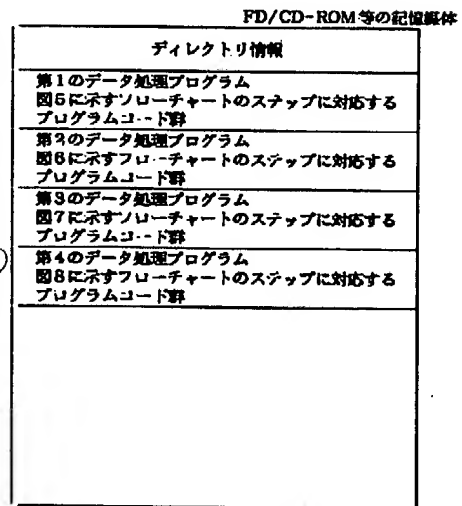 FD/CD-ROM等の記憶媒体
ディレクトリ情報
第1のデータ処理プログラム
図5に示すフローチャートのステップに対応する
プログラムコード群
第2のデータ処理プログラム
図6に示すフローチャートのステップに対応する
プログラムコード群
第3のデータ処理プログラム
図7に示すフローチャートのステップに対応する
プログラムコード群
第4のデータ処理プログラム
図8に示すフローチャートのステップに対応する
プログラムコード群